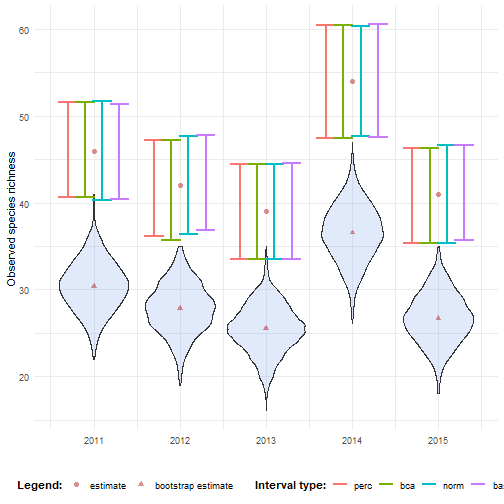 Observed species richness
60
50
40
30
20
2011 2012 2013 2014 2015
Legend: estimate bootstrap estimate Interval type: perc bca norm ba